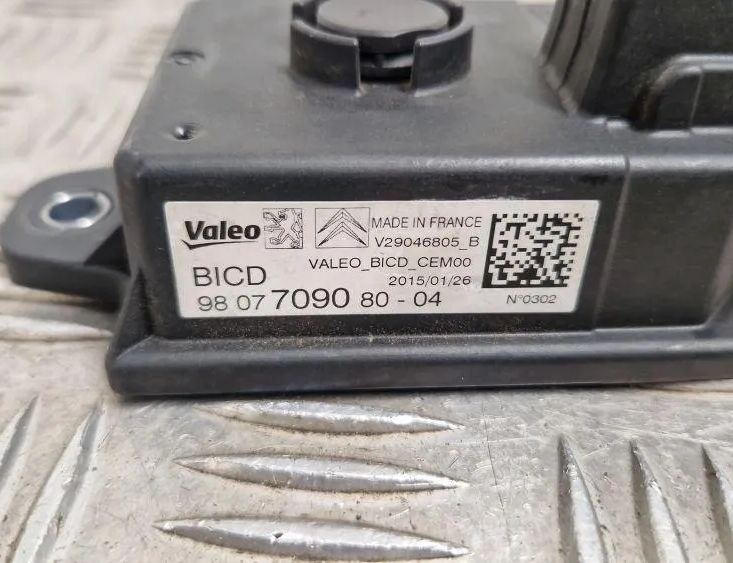 Valeo
MADE IN FRANCE
V29046805_B
VALEO_BICD_CEM00
BICD
2015/01/26
98 07 7090 80 - 04
N°0302